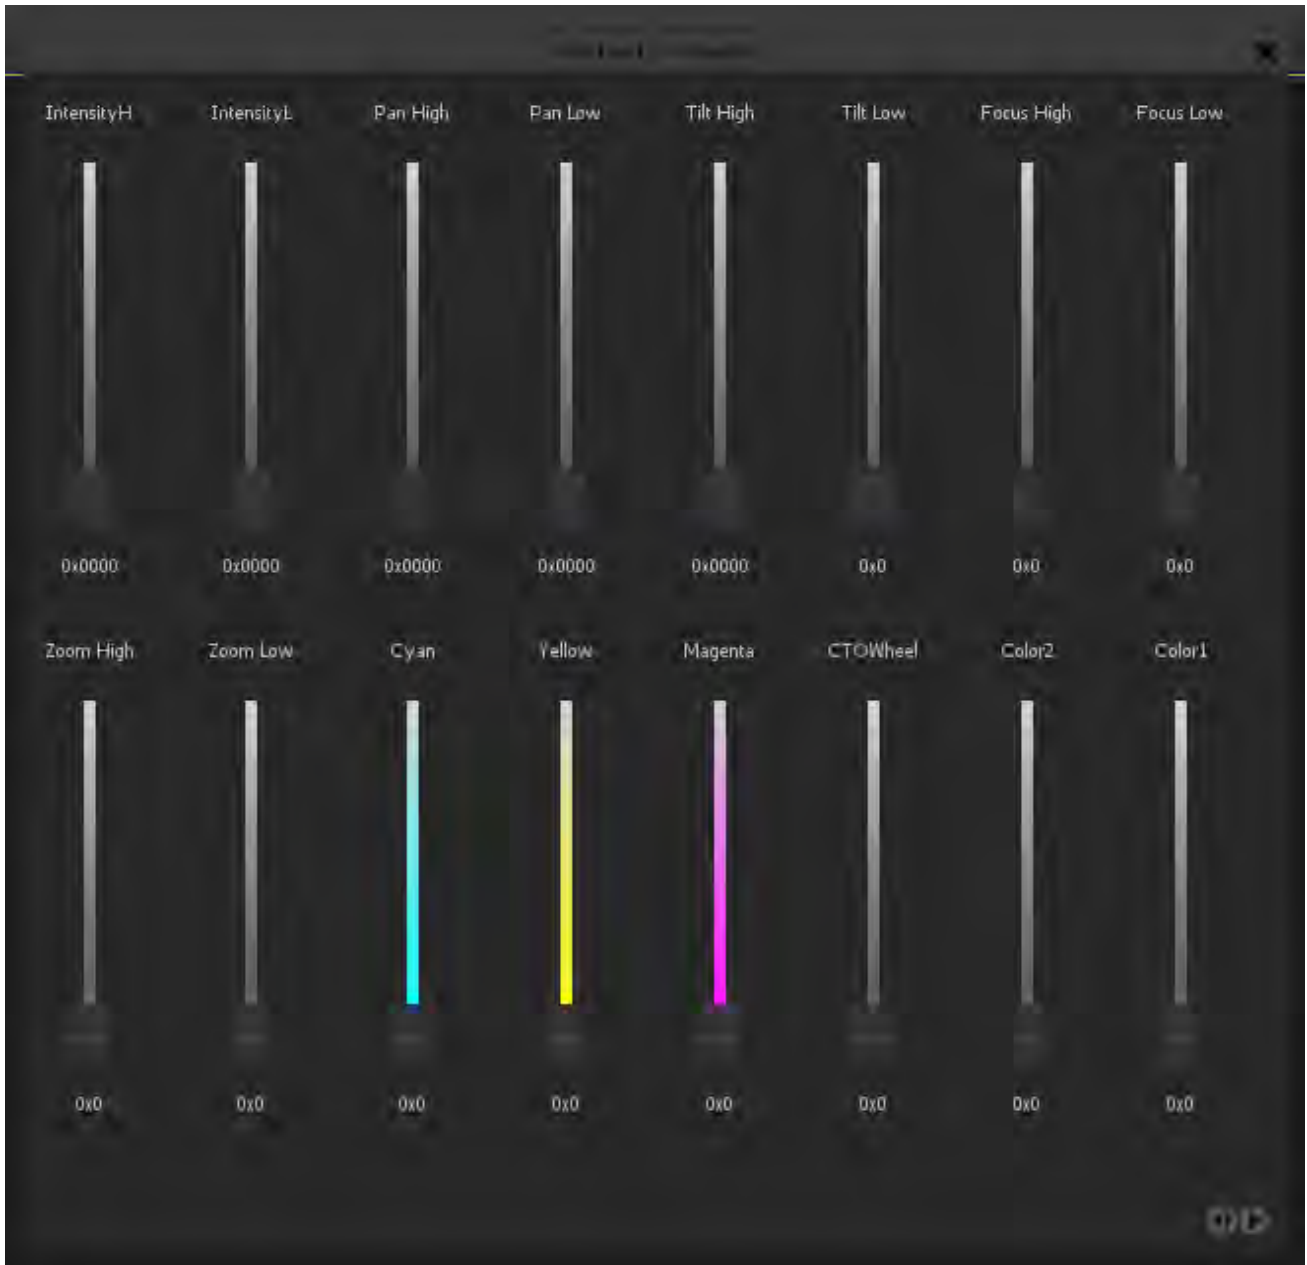 IntensityH IntensityL Pan High Pan Low Tilt High Tilt Low Focus High Focus Low
0x0000 0x0000 0x0000 0x0000 0x0000 0x0 0x0 0x0
Zoom High Zoom Low Cyan Yellow Magenta CTOWheel Color2 Color1
0x0 0x0 0x0 0x0 0x0 0x0 0x0 0x0